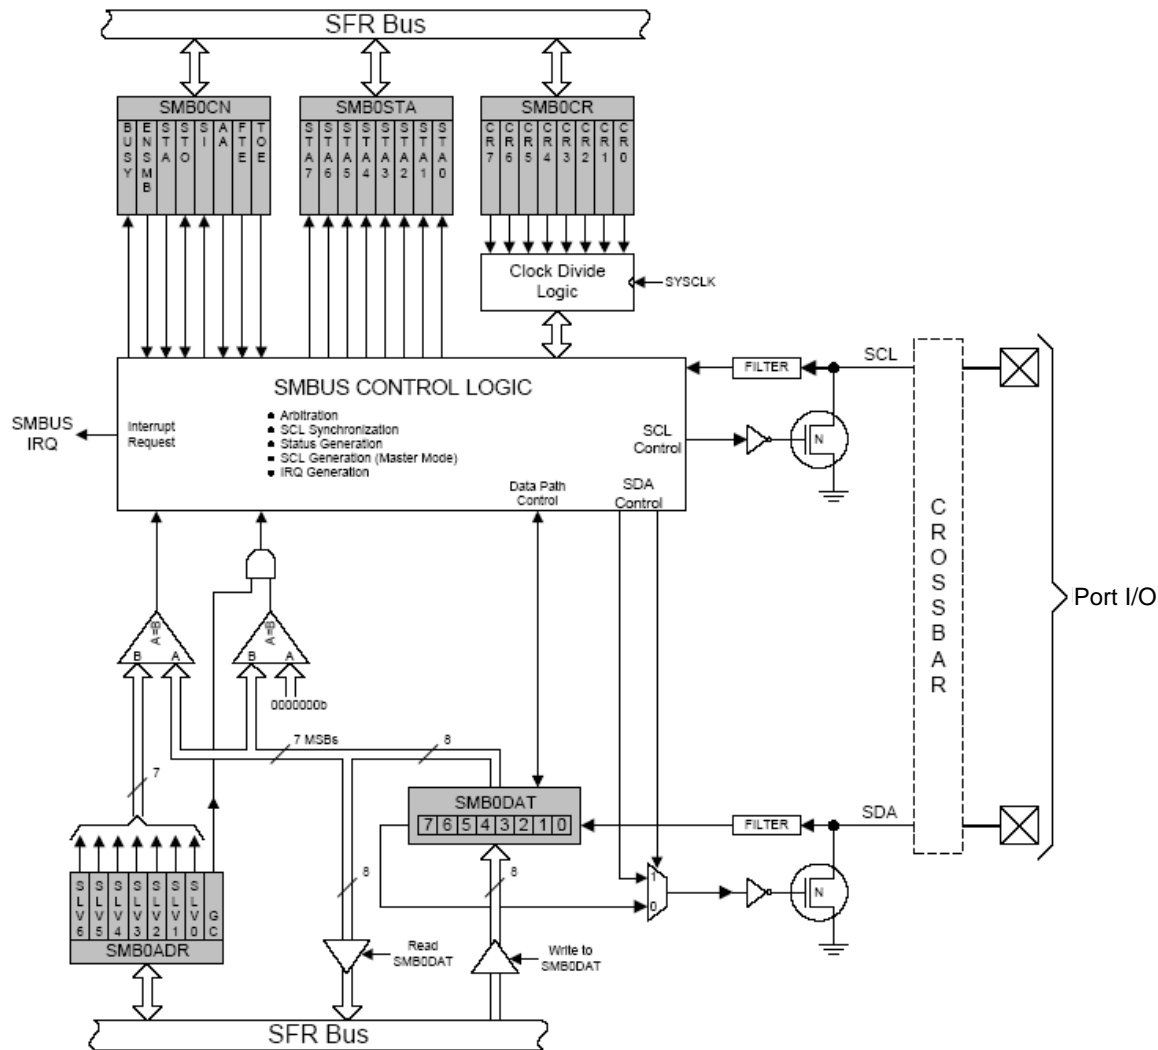 SFR Bus
SMB0CN
SMB0STA
SMB0CR
BUSY
ENSMB
STA
STO
SI
AA
FTE
TOE
STA7
STA6
STA5
STA4
STA3
STA2
STA1
STA0
CR7
CR6
CR5
CR4
CR3
CR2
CR1
CR0
Clock Divide
Logic
SYSCLK
SMBUS CONTROL LOGIC
Arbitration
SCL Synchronization
Status Generation
SCL Generation (Master Mode)
IRQ Generation
SMBUS
IRQ
Interrupt
Request
FILTER
SCL
SCL
Control
N
Data Path
Control
SDA
Control
CROSSBAR
Port I/O
A=B
B
A
A=B
B
A
0000000b
7 MSBs
8
7
SMB0DAT
7 6 5 4 3 2 1 0
FILTER
SDA
1
0
N
8
8
SLV6
SLV5
SLV4
SLV3
SLV2
SLV1
SLV0
GC
SMB0ADR
Read
SMB0DAT
Write to
SMB0DAT
SFR Bus